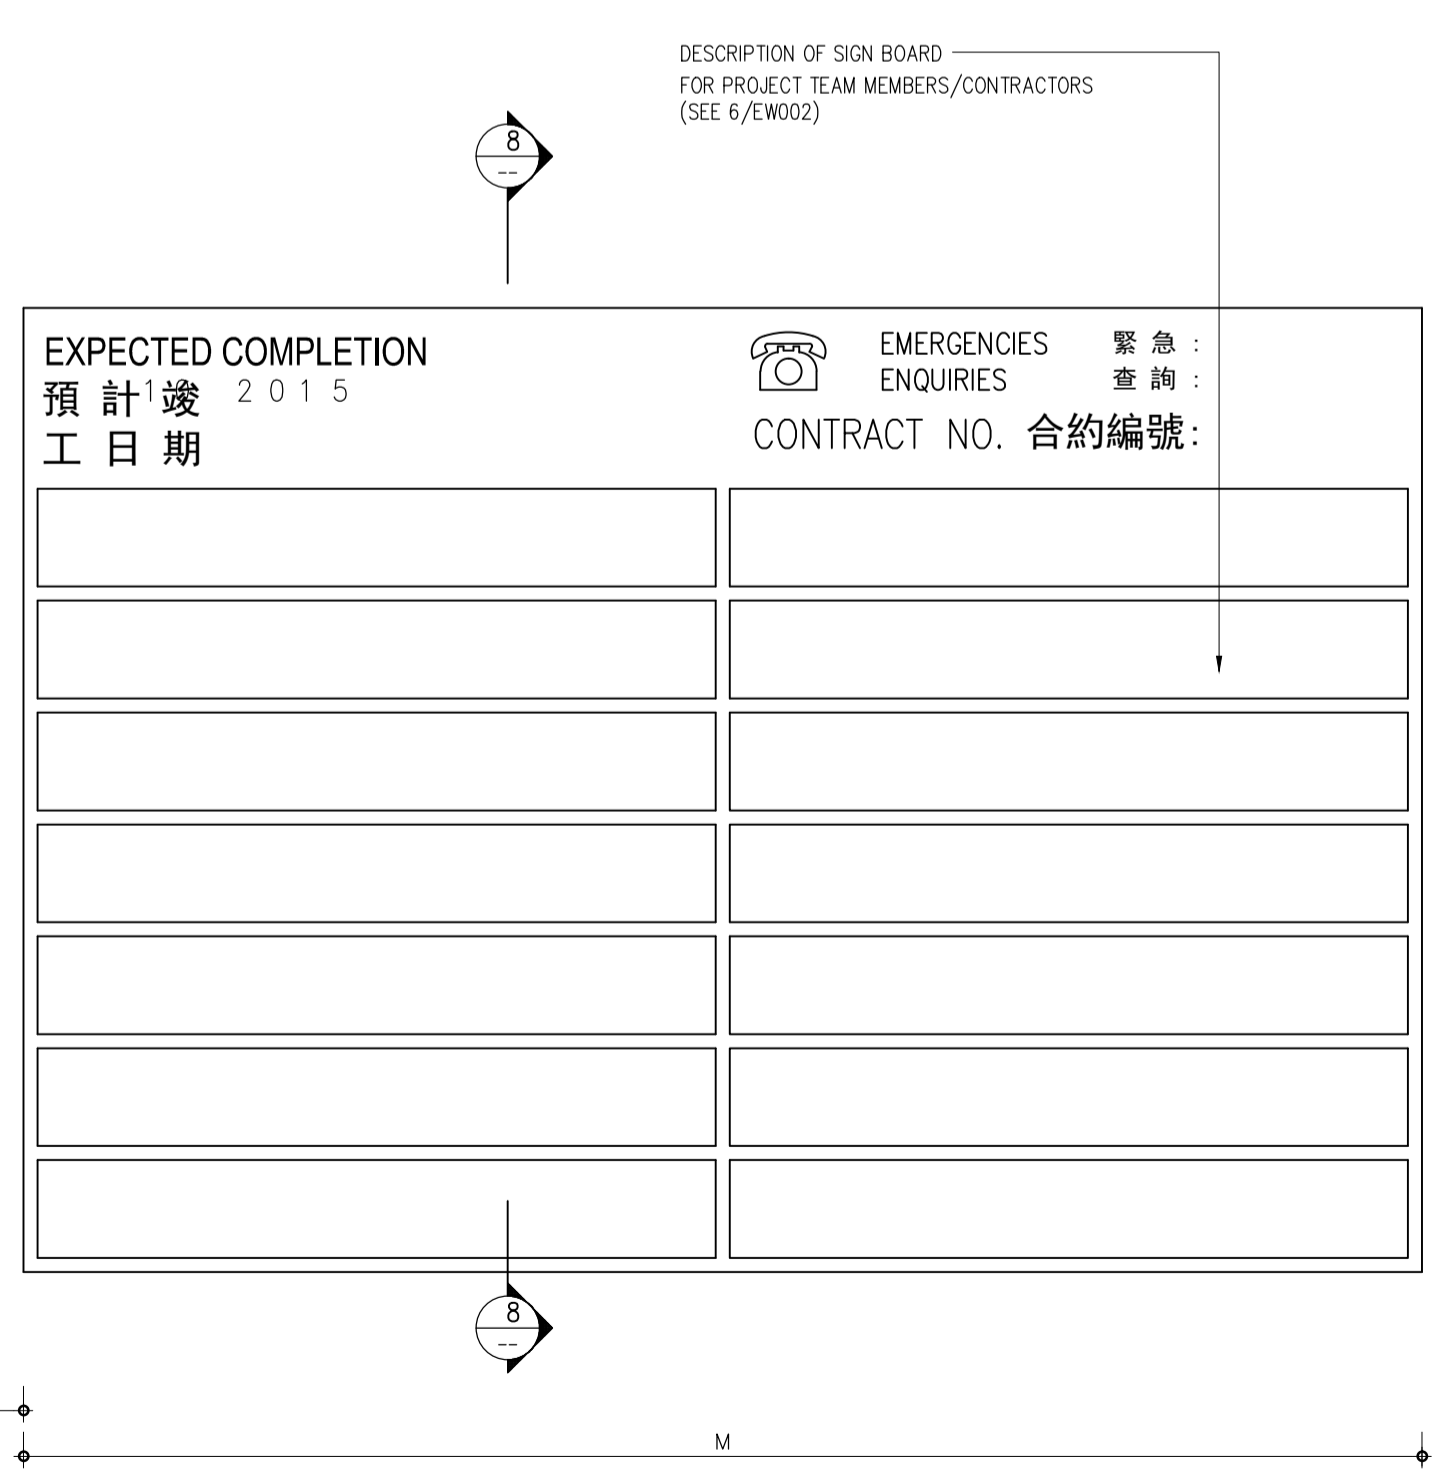 DESCRIPTION OF SIGN BOARD
FOR PROJECT TEAM MEMBERS/CONTRACTORS
(SEE 6/EW002)
8
--
EXPECTED COMPLETION
預計竣
2015
工日期
EMERGENCIES 緊急:
ENQUIRIES 查詢:
CONTRACT NO. 合約編號:
8
--
M